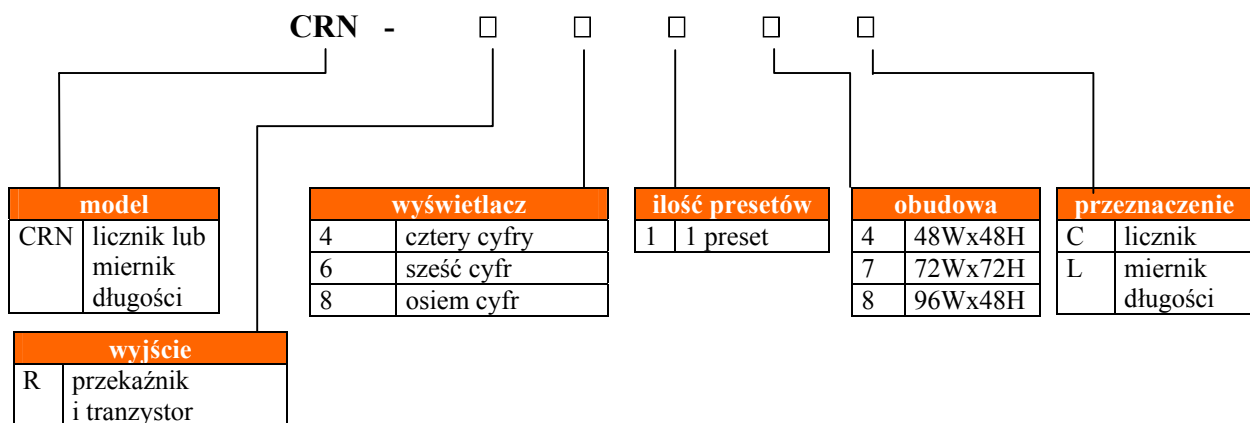 CRN - □ □ □ □ □
model
CRN licznik lub
miernik
długości
wyświetlacz
4 cztery cyfry
6 sześć cyfr
8 osiem cyfr
ilość presetów
1 1 preset
obudowa
4 48Wx48H
7 72Wx72H
8 96Wx48H
przeznaczenie
C licznik
L miernik
długości
wyjście
R przekaźnik
i tranzystor